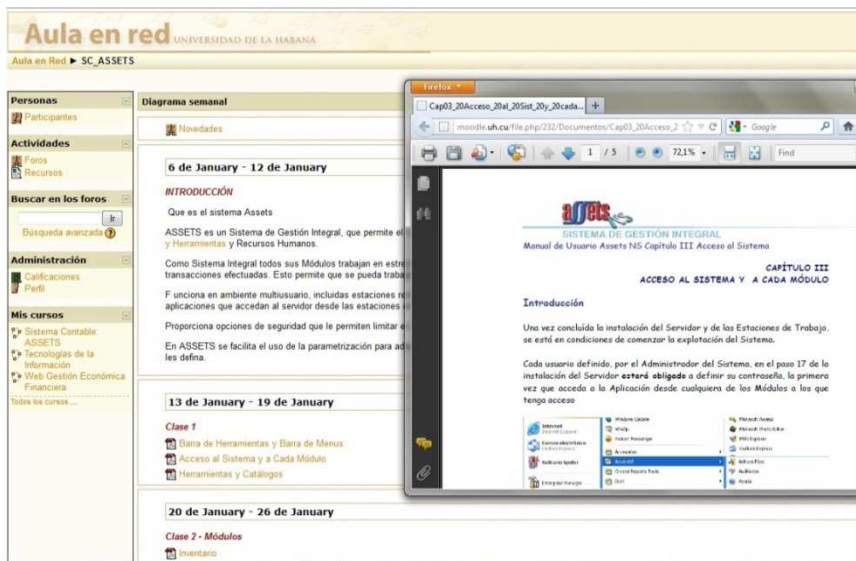 Aula en red UNIVERSIDAD DE LA HABANA
Aula en Red ► SC_ASSETS
Personas
Participantes
Actividades
Foros
Recursos
Buscar en los foros
Ir
Búsqueda avanzada
Administración
Calificaciones
Perfil
Mis cursos
Sistema Contable:
ASSETS
Tecnologías de la
Información
Web Gestión Económica
Financiera
Todos los cursos ...
Diagrama semanal
Novedades
6 de January - 12 de January
INTRODUCCIÓN
Que es el sistema Assets
ASSETS es un Sistema de Gestión Integral, que permite el
y Herramientas y Recursos Humanos.
Como Sistema Integral todos sus Módulos trabajan en
transacciones efectuadas. Esto permite que se pueda
F unciona en ambiente multiusuario, incluidas estaciones
aplicaciones que accedan al servidor desde las estaciones
Proporciona opciones de seguridad que le permiten limitar
En ASSETS se facilita el uso de la parametrización para
les defina.
13 de January - 19 de January
Clase 1
Barra de Herramientas y Barra de Menus
Acceso al Sistema y a Cada Módulo
Herramientas y Catálogos
20 de January - 26 de January
Clase 2 - Módulos
Inventario
Firefox
Cap03_20Acceso_20al_20Sist_20y_20cada...
moodle.uh.cu/file.php/232/Documentos/Cap03_20Acceso_2
Google
1 / 5
72,1%
Find
assets
SISTEMA DE GESTIÓN INTEGRAL
Manual de Usuario Assets NS Capítulo III Acceso al Sistema
CAPÍTULO III
ACCESO AL SISTEMA Y A CADA MÓDULO
Introducción
Una vez concluida la instalación del Servidor y de las Estaciones de Trabajo,
se está en condiciones de comenzar la explotación del Sistema.
Cada usuario definido, por el Administrador del Sistema, en el paso 17 de la
instalación del Servidor estará obligado a definir su contraseña, la primera
vez que acceda a la Aplicación desde cualquiera de los Módulos a los que
tenga acceso
Internet